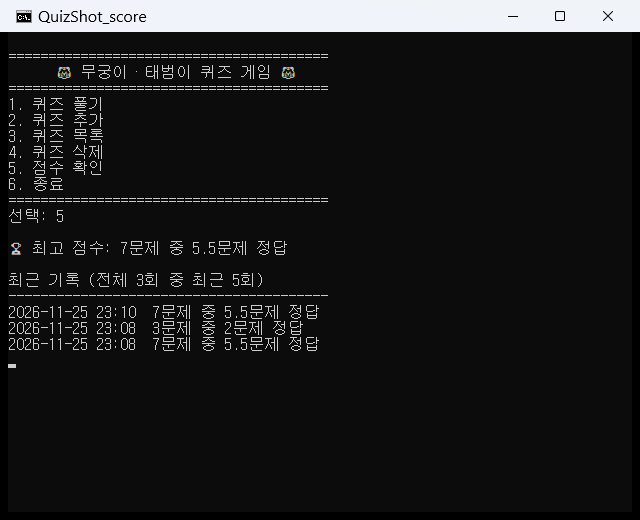 QuizShot_score
========================================
🐯 무궁이·태범이 퀴즈 게임 🐯
========================================
1. 퀴즈 풀기
2. 퀴즈 추가
3. 퀴즈 목록
4. 퀴즈 삭제
5. 점수 확인
6. 종료
========================================
선택: 5
🏆 최고 점수: 7문제 중 5.5문제 정답
최근 기록 (전체 3회 중 최근 5회)
----------------------------------------
2026-11-25 23:10  7문제 중 5.5문제 정답
2026-11-25 23:08  3문제 중 2문제 정답
2026-11-25 23:08  7문제 중 5.5문제 정답